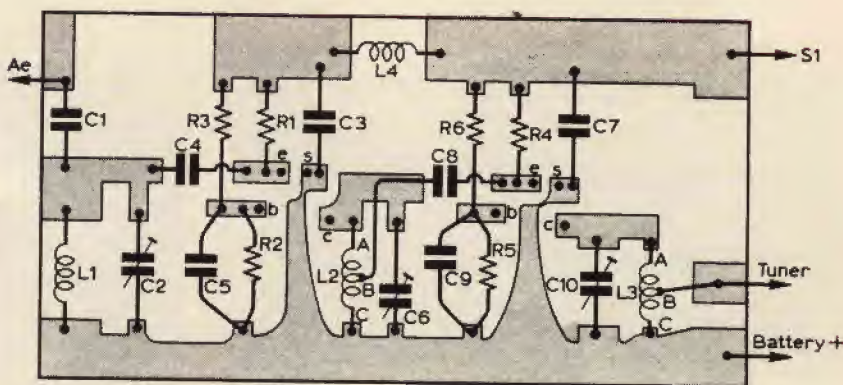 Ae
S1
L4
C1
R3
R1
C3
R6
R4
C7
C4
e
s
C8
e
s
b
b
c
c
A
A
L1
C2
C5
R2
L2
B
C9
R5
C10
L3
B
Tuner
C
C6
C
Battery+